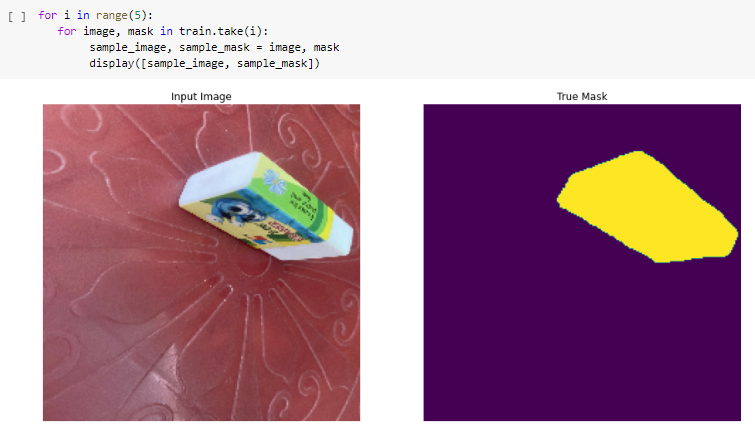 [ ] for i in range(5):
for image, mask in train.take(i):
sample_image, sample_mask = image, mask
display([sample_image, sample_mask])
Input Image
True Mask